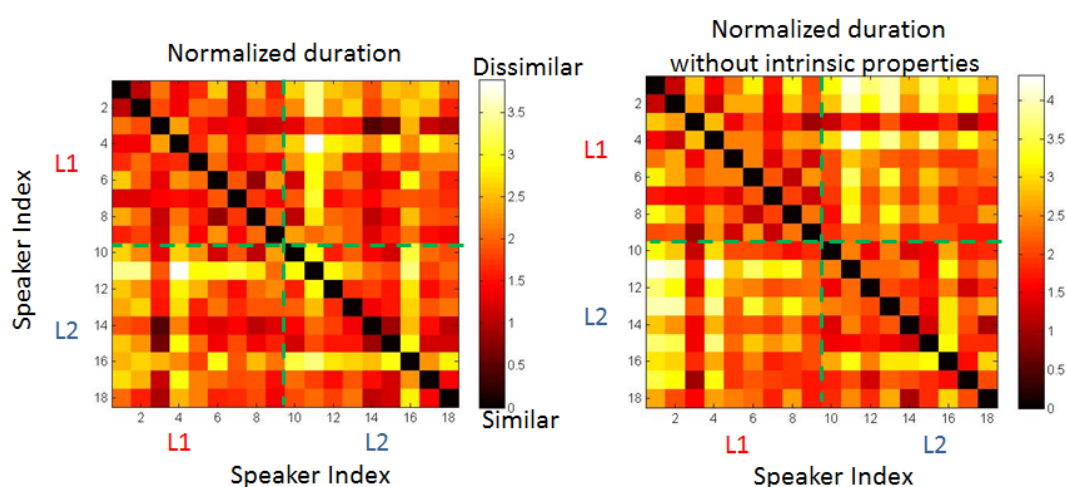 Normalized duration
Dissimilar
3.5
3
2.5
2
1.5
1
0.5
0
Similar
2
4
6
8
10
12
14
16
18
L1
L2
Speaker Index
2 4 6 8 10 12 14 16 18
L1 L2
Speaker Index
Normalized duration
without intrinsic properties
4
3.5
3
2.5
2
1.5
1
0.5
0
2
4
6
8
10
12
14
16
18
L1
L2
2 4 6 8 10 12 14 16 18
L1 L2
Speaker Index